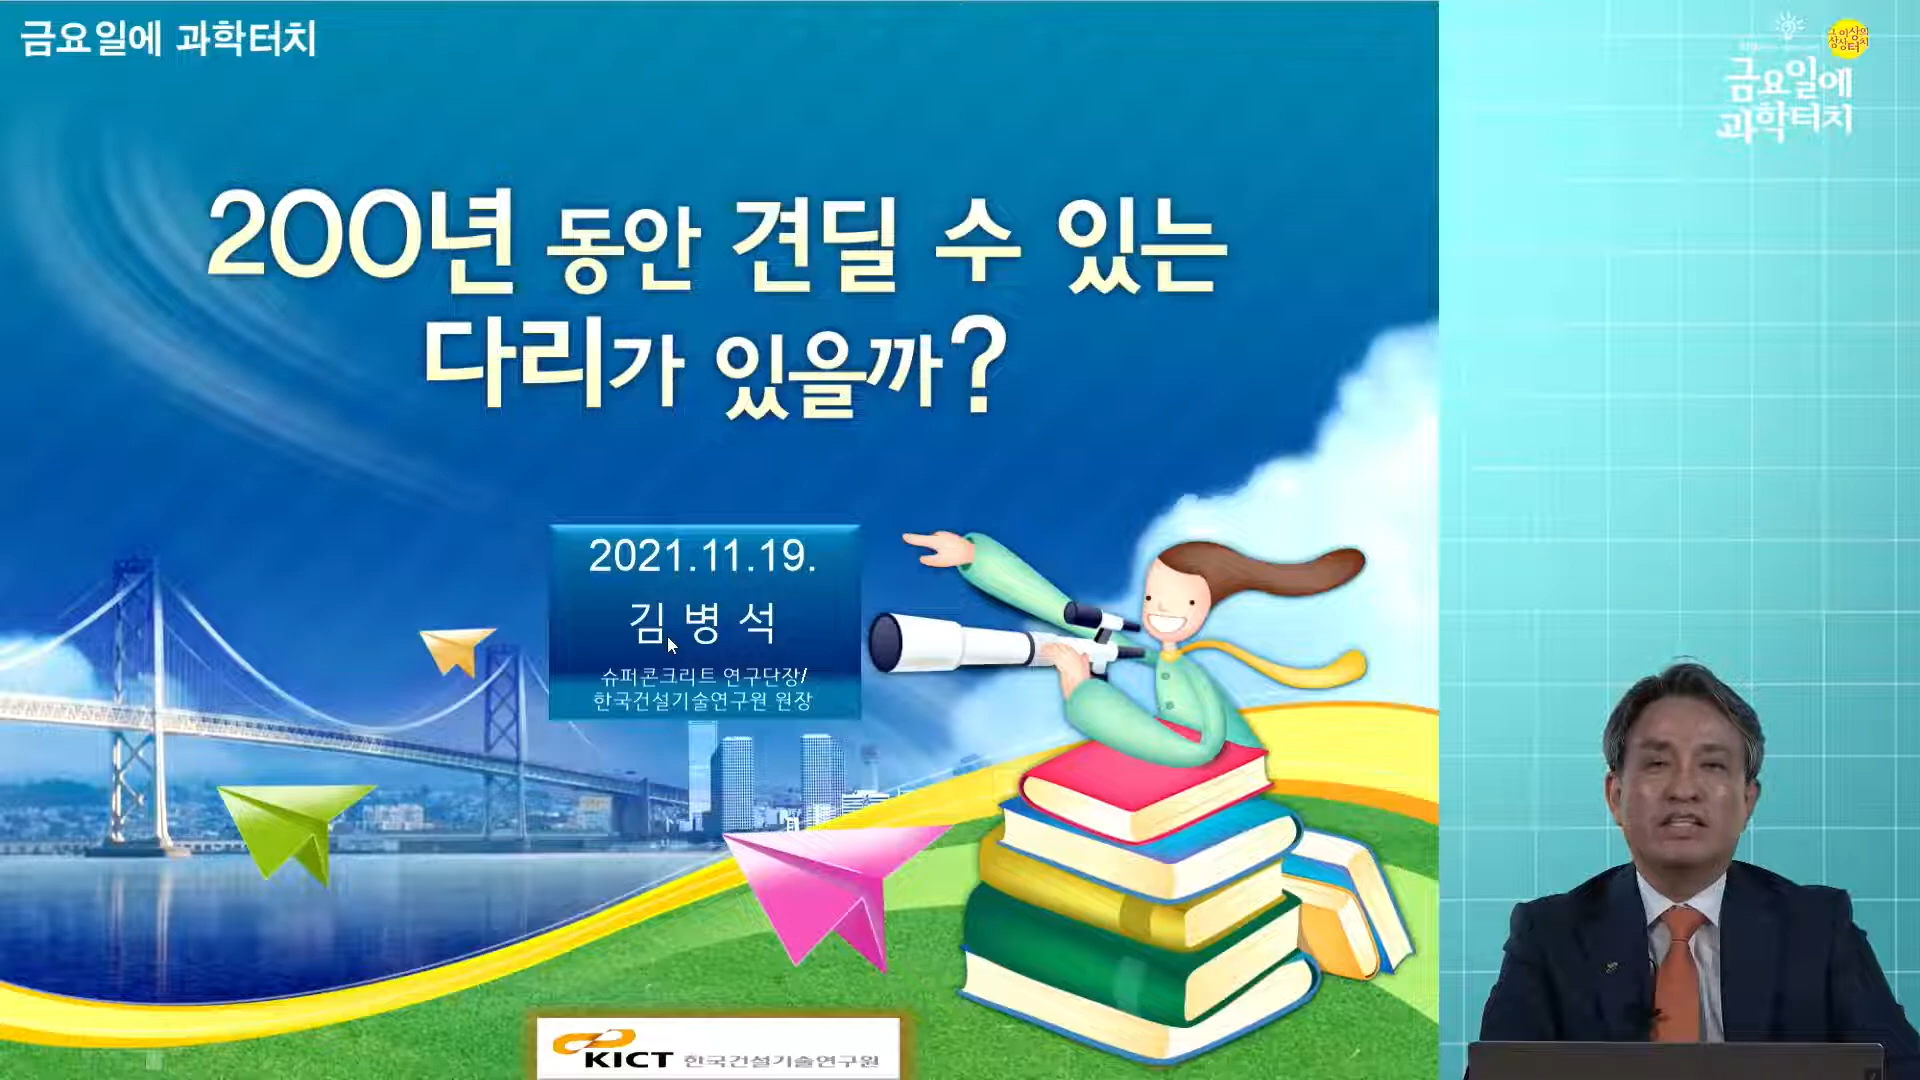 금요일에 과학터치
200년 동안 견딜 수 있는
다리가 있을까?
2021.11.19.
김 병 석
슈퍼콘크리트 연구단장/
한국건설기술연구원 원장
KICT 한국건설기술연구원
금요일에
과학터치